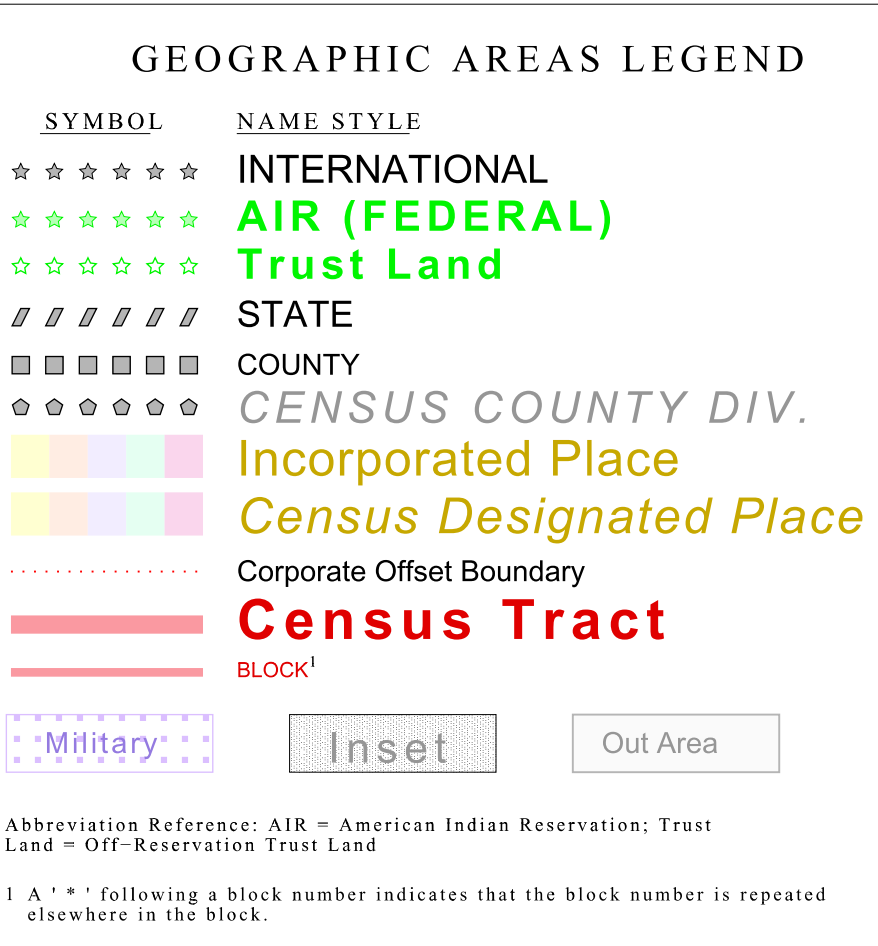 GEOGRAPHIC AREAS LEGEND
SYMBOL NAME STYLE
INTERNATIONAL
AIR (FEDERAL)
Trust Land
STATE
COUNTY
CENSUS COUNTY DIV.
Incorporated Place
Census Designated Place
Corporate Offset Boundary
Census Tract
BLOCK¹
Military Inset Out Area
Abbreviation Reference: AIR = American Indian Reservation; Trust
Land = Off−Reservation Trust Land
1 A ' * ' following a block number indicates that the block number is repeated
elsewhere in the block.